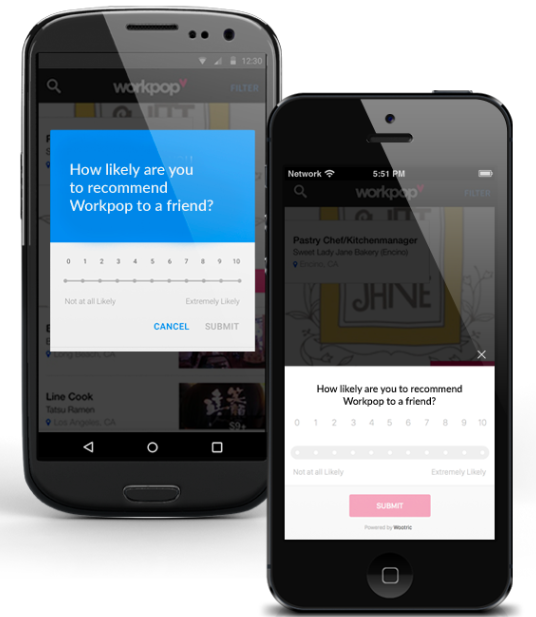 12:30
workpop
FILTER
How likely are you
to recommend
Workpop to a friend?
0 1 2 3 4 5 6 7 8 9 10
Not at all Likely
Extremely Likely
CANCEL
SUBMIT
Long Beach, CA
Line Cook
Tatsu Ramen
Los Angeles, CA
Network
5:51 PM
workpop
FILTER
Pastry Chef/Kitchenmanager
Sweet Lady Jane Bakery (Encino)
Encino, CA
JANE
How likely are you to recommend
Workpop to a friend?
0 1 2 3 4 5 6 7 8 9 10
Not at all Likely
Extremely Likely
SUBMIT
Powered by Wootric